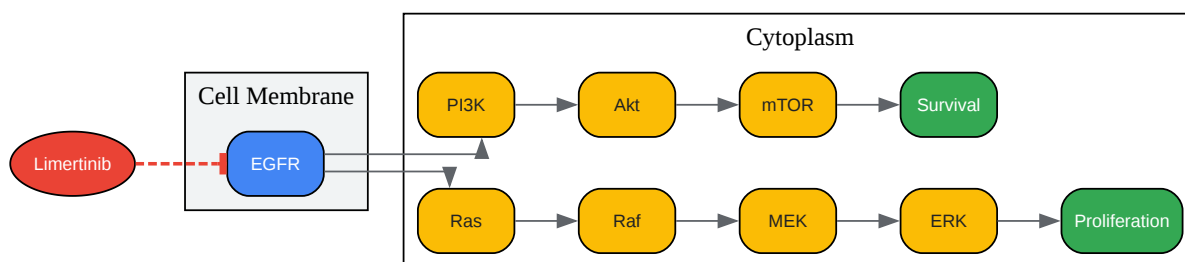 Cytoplasm
Cell Membrane
PI3K
Akt
mTOR
Survival
Limertinib
EGFR
Ras
Raf
MEK
ERK
Proliferation